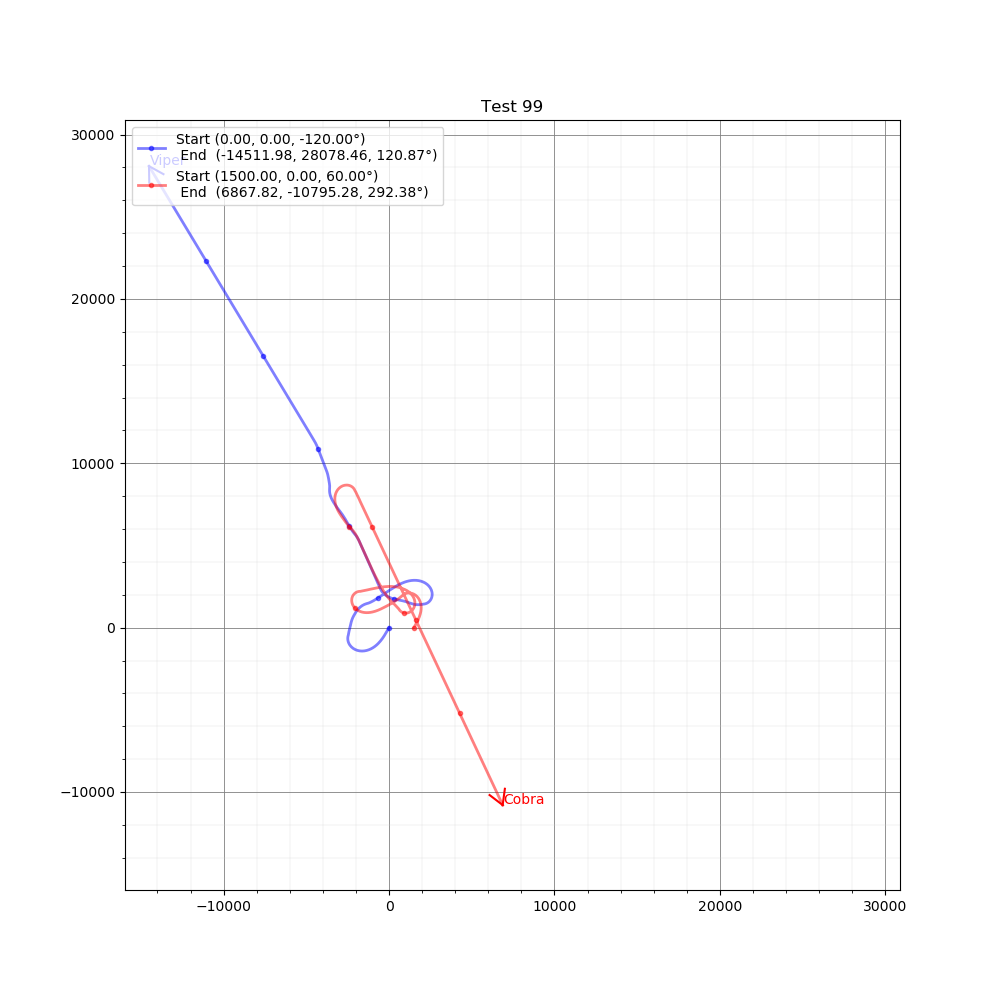 Test 99
30000
20000
10000
0
−10000
−10000
0
10000
20000
30000
Start (0.00, 0.00, -120.00°)
End  (-14511.98, 28078.46, 120.87°)
Start (1500.00, 0.00, 60.00°)
End  (6867.82, -10795.28, 292.38°)
Viper
Cobra